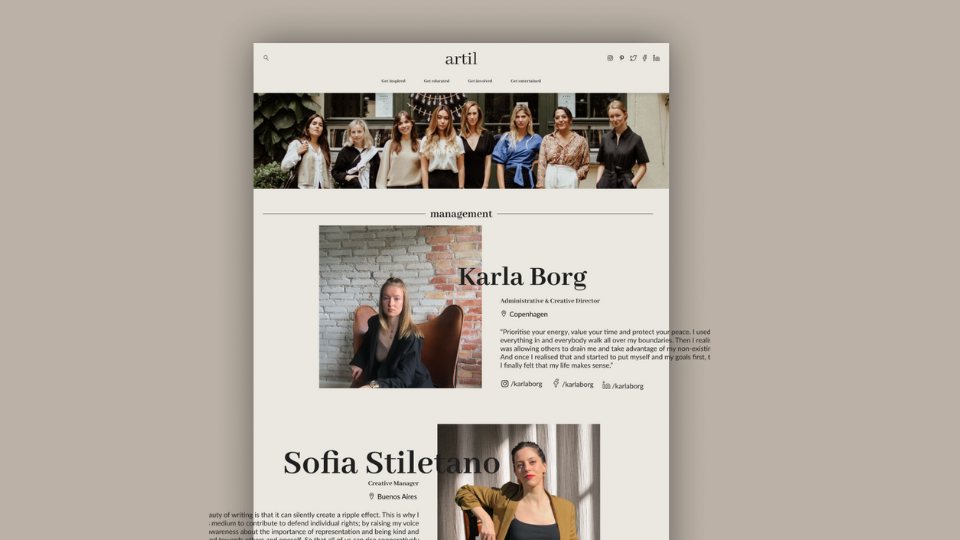 artil
Get inspired Get educated Get involved Get entertained
management
Karla Borg
Administrative & Creative Director
Copenhagen
"Prioritise your energy, value your time and protect your peace. I used
everything in and everybody walk all over my boundaries. Then I reali
was allowing others to drain me and take advantage of my non-existin
And once I realised that and started to put myself and my goals first, t
I finally felt that my life makes sense."
/karlaborg /karlaborg /karlaborg
Sofia Stiletano
Creative Manager
Buenos Aires
auty of writing is that it can silently create a ripple effect. This is why I
medium to contribute to defend individual rights; by raising my voice
awareness about the importance of representation and being kind and